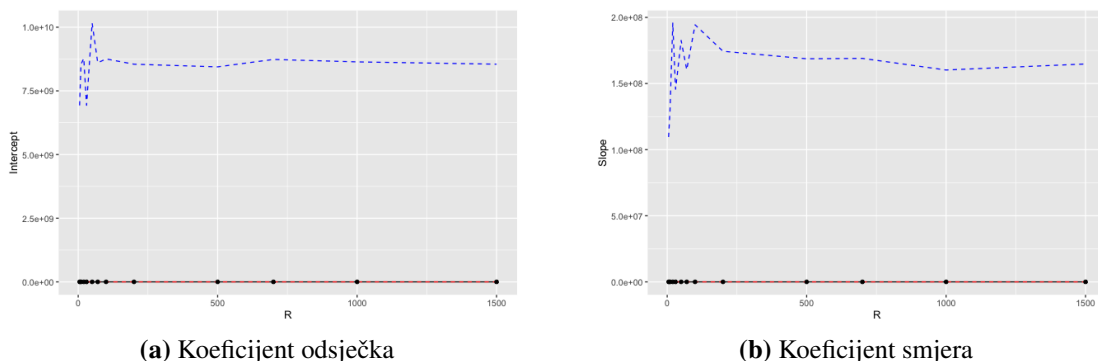 1.0e+10
7.5e+09
5.0e+09
2.5e+09
0.0e+00
Intercept
0
500
1000
1500
R
(a) Koeficijent odsječka
2.0e+08
1.5e+08
1.0e+08
5.0e+07
0.0e+00
Slope
0
500
1000
1500
R
(b) Koeficijent smjera